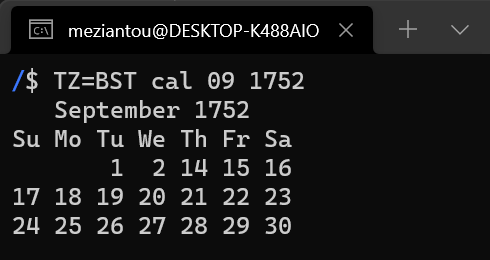 meziantou@DESKTOP-K488AIO
/$ TZ=BST cal 09 1752
   September 1752
Su Mo Tu We Th Fr Sa
       1  2 14 15 16
17 18 19 20 21 22 23
24 25 26 27 28 29 30